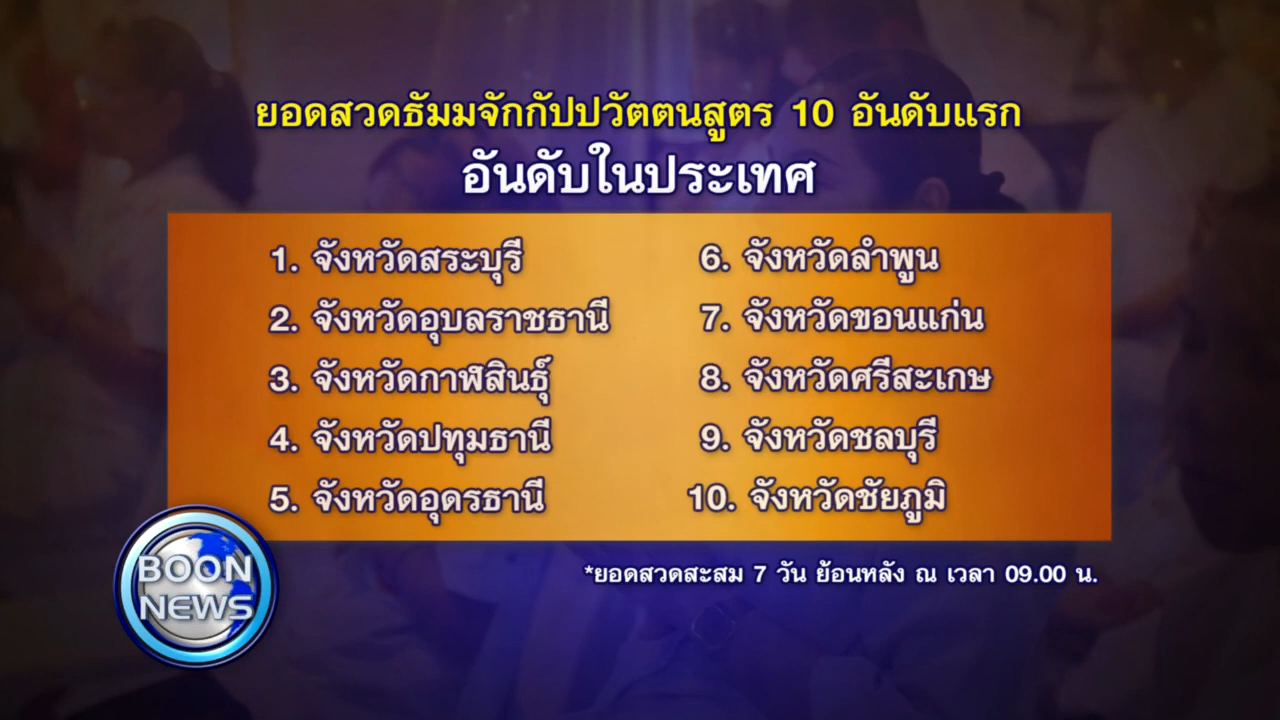 ยอดสวดธัมมจักกัปปวัตตนสูตร 10 อันดับแรก
อันดับในประเทศ
1. จังหวัดสระบุรี
2. จังหวัดอุบลราชธานี
3. จังหวัดกาฬสินธุ์
4. จังหวัดปทุมธานี
5. จังหวัดอุดรธานี
6. จังหวัดลำพูน
7. จังหวัดขอนแก่น
8. จังหวัดศรีสะเกษ
9. จังหวัดชลบุรี
10. จังหวัดชัยภูมิ
*ยอดสวดสะสม 7 วัน ย้อนหลัง ณ เวลา 09.00 น.
BOON
NEWS